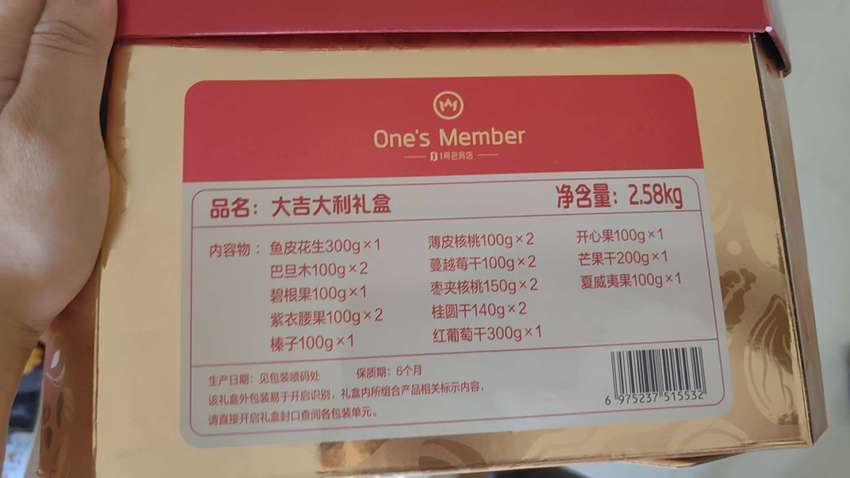 One's Member
1号会员店
品名：大吉大利礼盒
净含量：2.58kg
内容物：鱼皮花生300g×1
巴旦木100g×2
碧根果100g×1
紫衣腰果100g×2
榛子100g×1
薄皮核桃100g×2
蔓越莓干100g×2
枣夹核桃150g×2
桂圆干140g×2
红葡萄干300g×1
开心果100g×1
芒果干200g×1
夏威夷果100g×1
生产日期：见包装喷码处 保质期：6个月
该礼盒外包装易于开启识别，礼盒内所组合产品相关标示内容，
请直接开启礼盒封口查阅各包装单元。
6 975237 515532